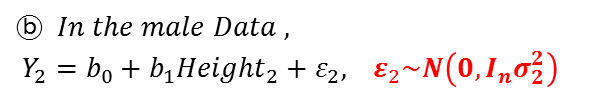 ⓑ In the male Data ,
Y₂ = b₀ + b₁Height₂ + ε₂, ε₂~N(0,Iₙσ₂²)